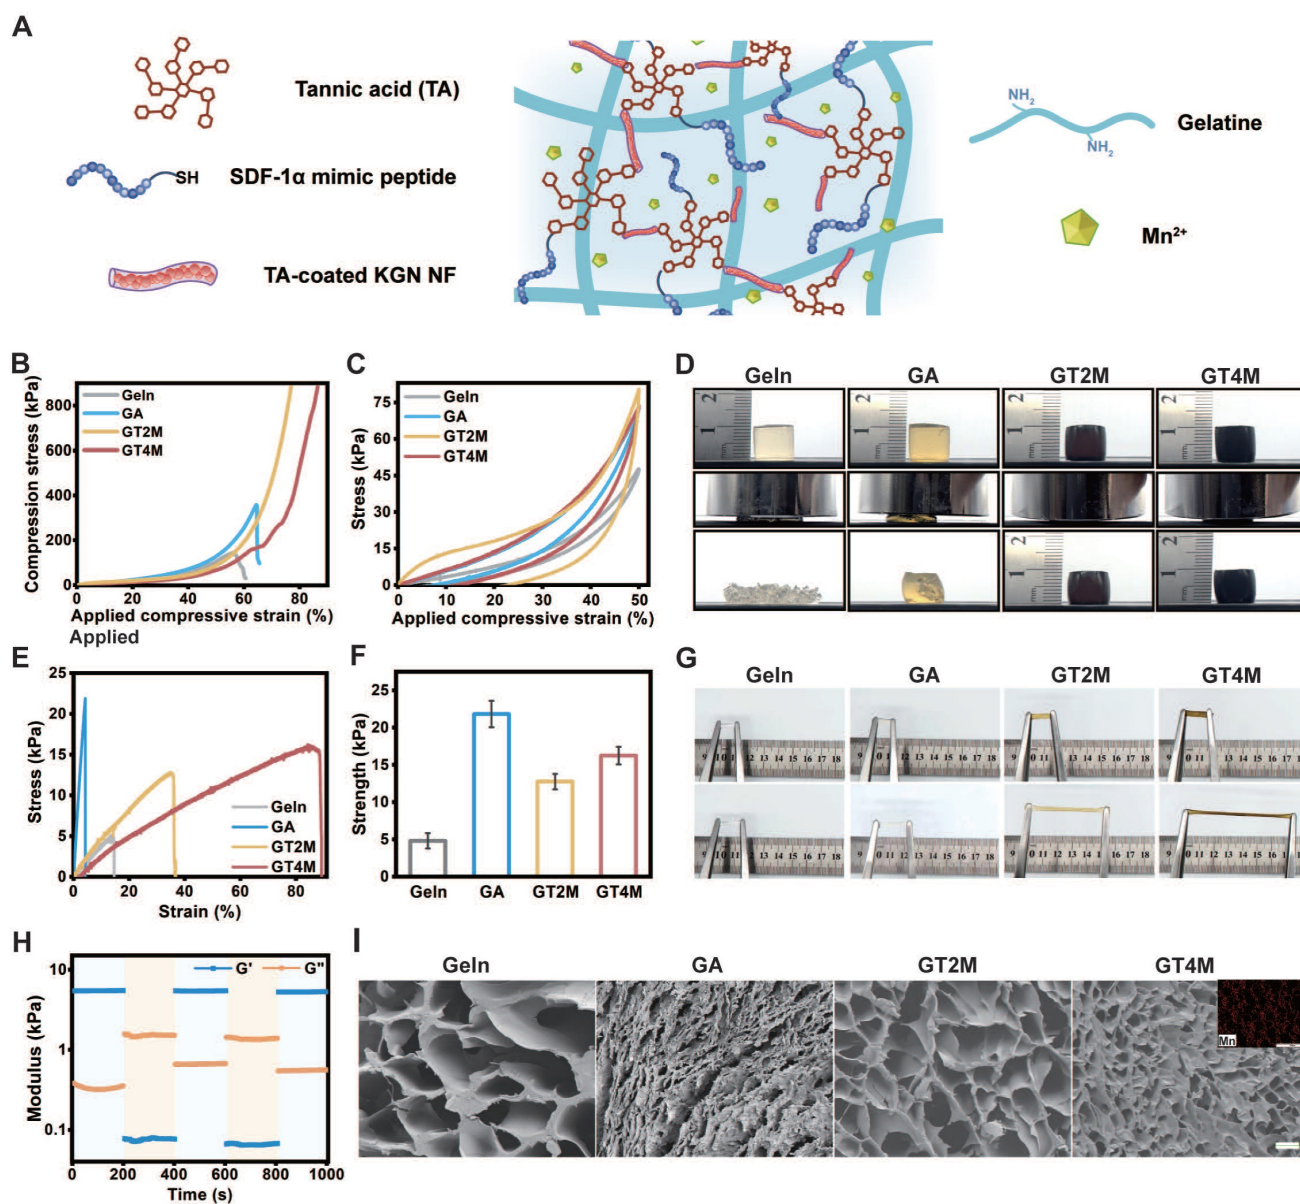 A
Tannic acid (TA)
SDF-1α mimic peptide
SH
TA-coated KGN NF
NH₂
NH₂
Gelatine
Mn²⁺
B
Compression stress (kPa)
800
600
400
200
0
Geln
GA
GT2M
GT4M
0 20 40 60 80
Applied compressive strain (%)
Applied
C
Stress (kPa)
75
60
45
30
15
0
Geln
GA
GT2M
GT4M
0 10 20 30 40 50
Applied compressive strain (%)
D
Geln GA GT2M GT4M
E
Stress (kPa)
25
20
15
10
5
0
Geln
GA
GT2M
GT4M
0 20 40 60 80
Strain (%)
F
Strength (kPa)
25
20
15
10
5
0
Geln GA GT2M GT4M
G
Geln GA GT2M GT4M
H
Modulus (kPa)
10
1
0.1
G' G"
0 200 400 600 800 1000
Time (s)
I
Geln GA GT2M GT4M
Mn